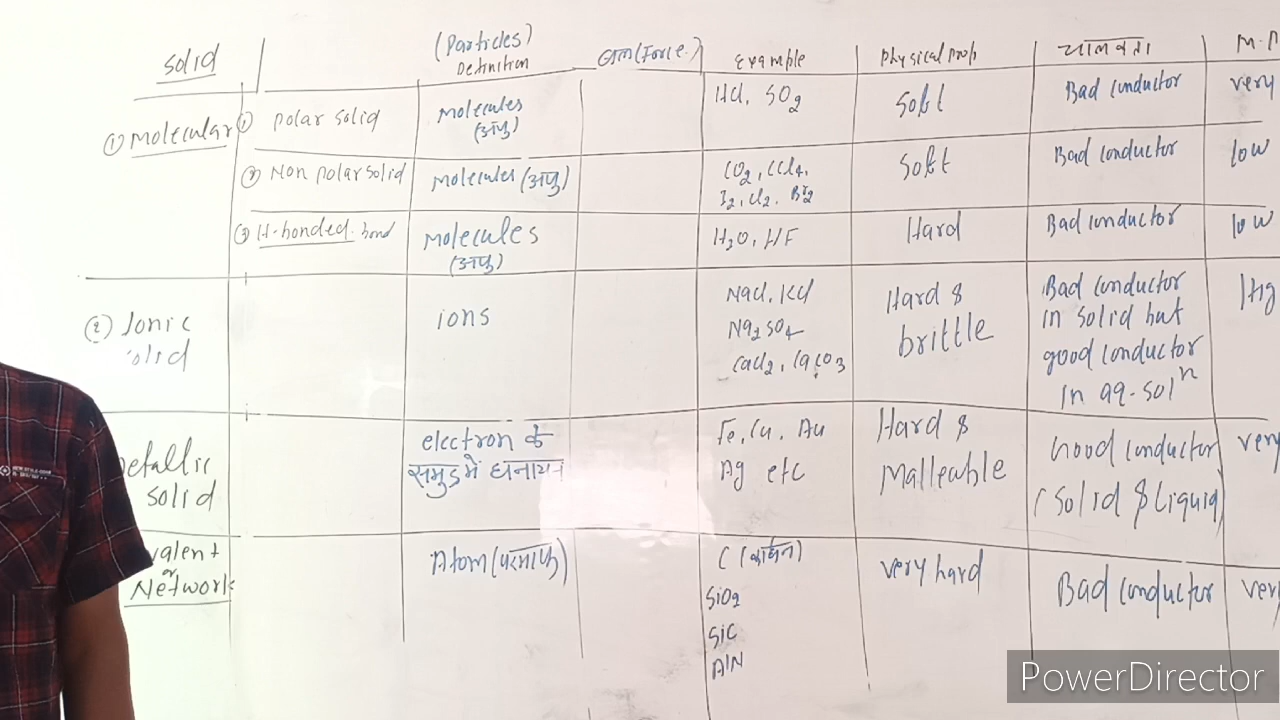 Solid
(Particles)
Definition
बल (Force.)
Example
Physical Prop
चालकता
M.P
① Molecular
① Polar solid
Molecules
(अणु)
HCl, SO2
Soft
Bad conductor
very
② Non polar solid
Molecules (अणु)
CO2, CCl4,
I2, Cl2, Br2
Soft
Bad conductor
low
③ H-bonded. bond
Molecules
(अणु)
H2O, HF
Hard
Bad conductor
low
② Ionic
solid
ions
NaCl, KCl
Na2SO4
CaCl2, CaCO3
Hard &
brittle
Bad conductor
in solid but
good conductor
in aq-solⁿ
Hig
etallic
solid
electron के
समुद्र में धनायन
Fe, Cu, Au
Ag etc
Hard &
Malleable
Good conductor
(Solid & Liquid)
very
valent
or
Network
Atom (परमाणु)
C (कार्बन)
SiO2
SiC
AlN
very hard
Bad conductor
very
PowerDirector